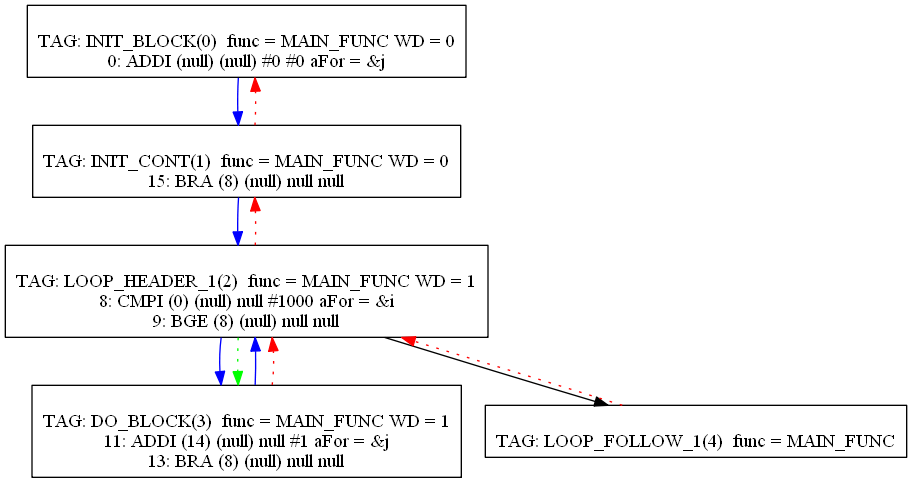 TAG: INIT_BLOCK(0)  func = MAIN_FUNC WD = 0
0: ADDI (null) (null) #0 #0 aFor = &j
TAG: INIT_CONT(1)  func = MAIN_FUNC WD = 0
15: BRA (8) (null) null null
TAG: LOOP_HEADER_1(2)  func = MAIN_FUNC WD = 1
8: CMPI (0) (null) null #1000 aFor = &i
9: BGE (8) (null) null null
TAG: DO_BLOCK(3)  func = MAIN_FUNC WD = 1
11: ADDI (14) (null) null #1 aFor = &j
13: BRA (8) (null) null null
TAG: LOOP_FOLLOW_1(4)  func = MAIN_FUNC